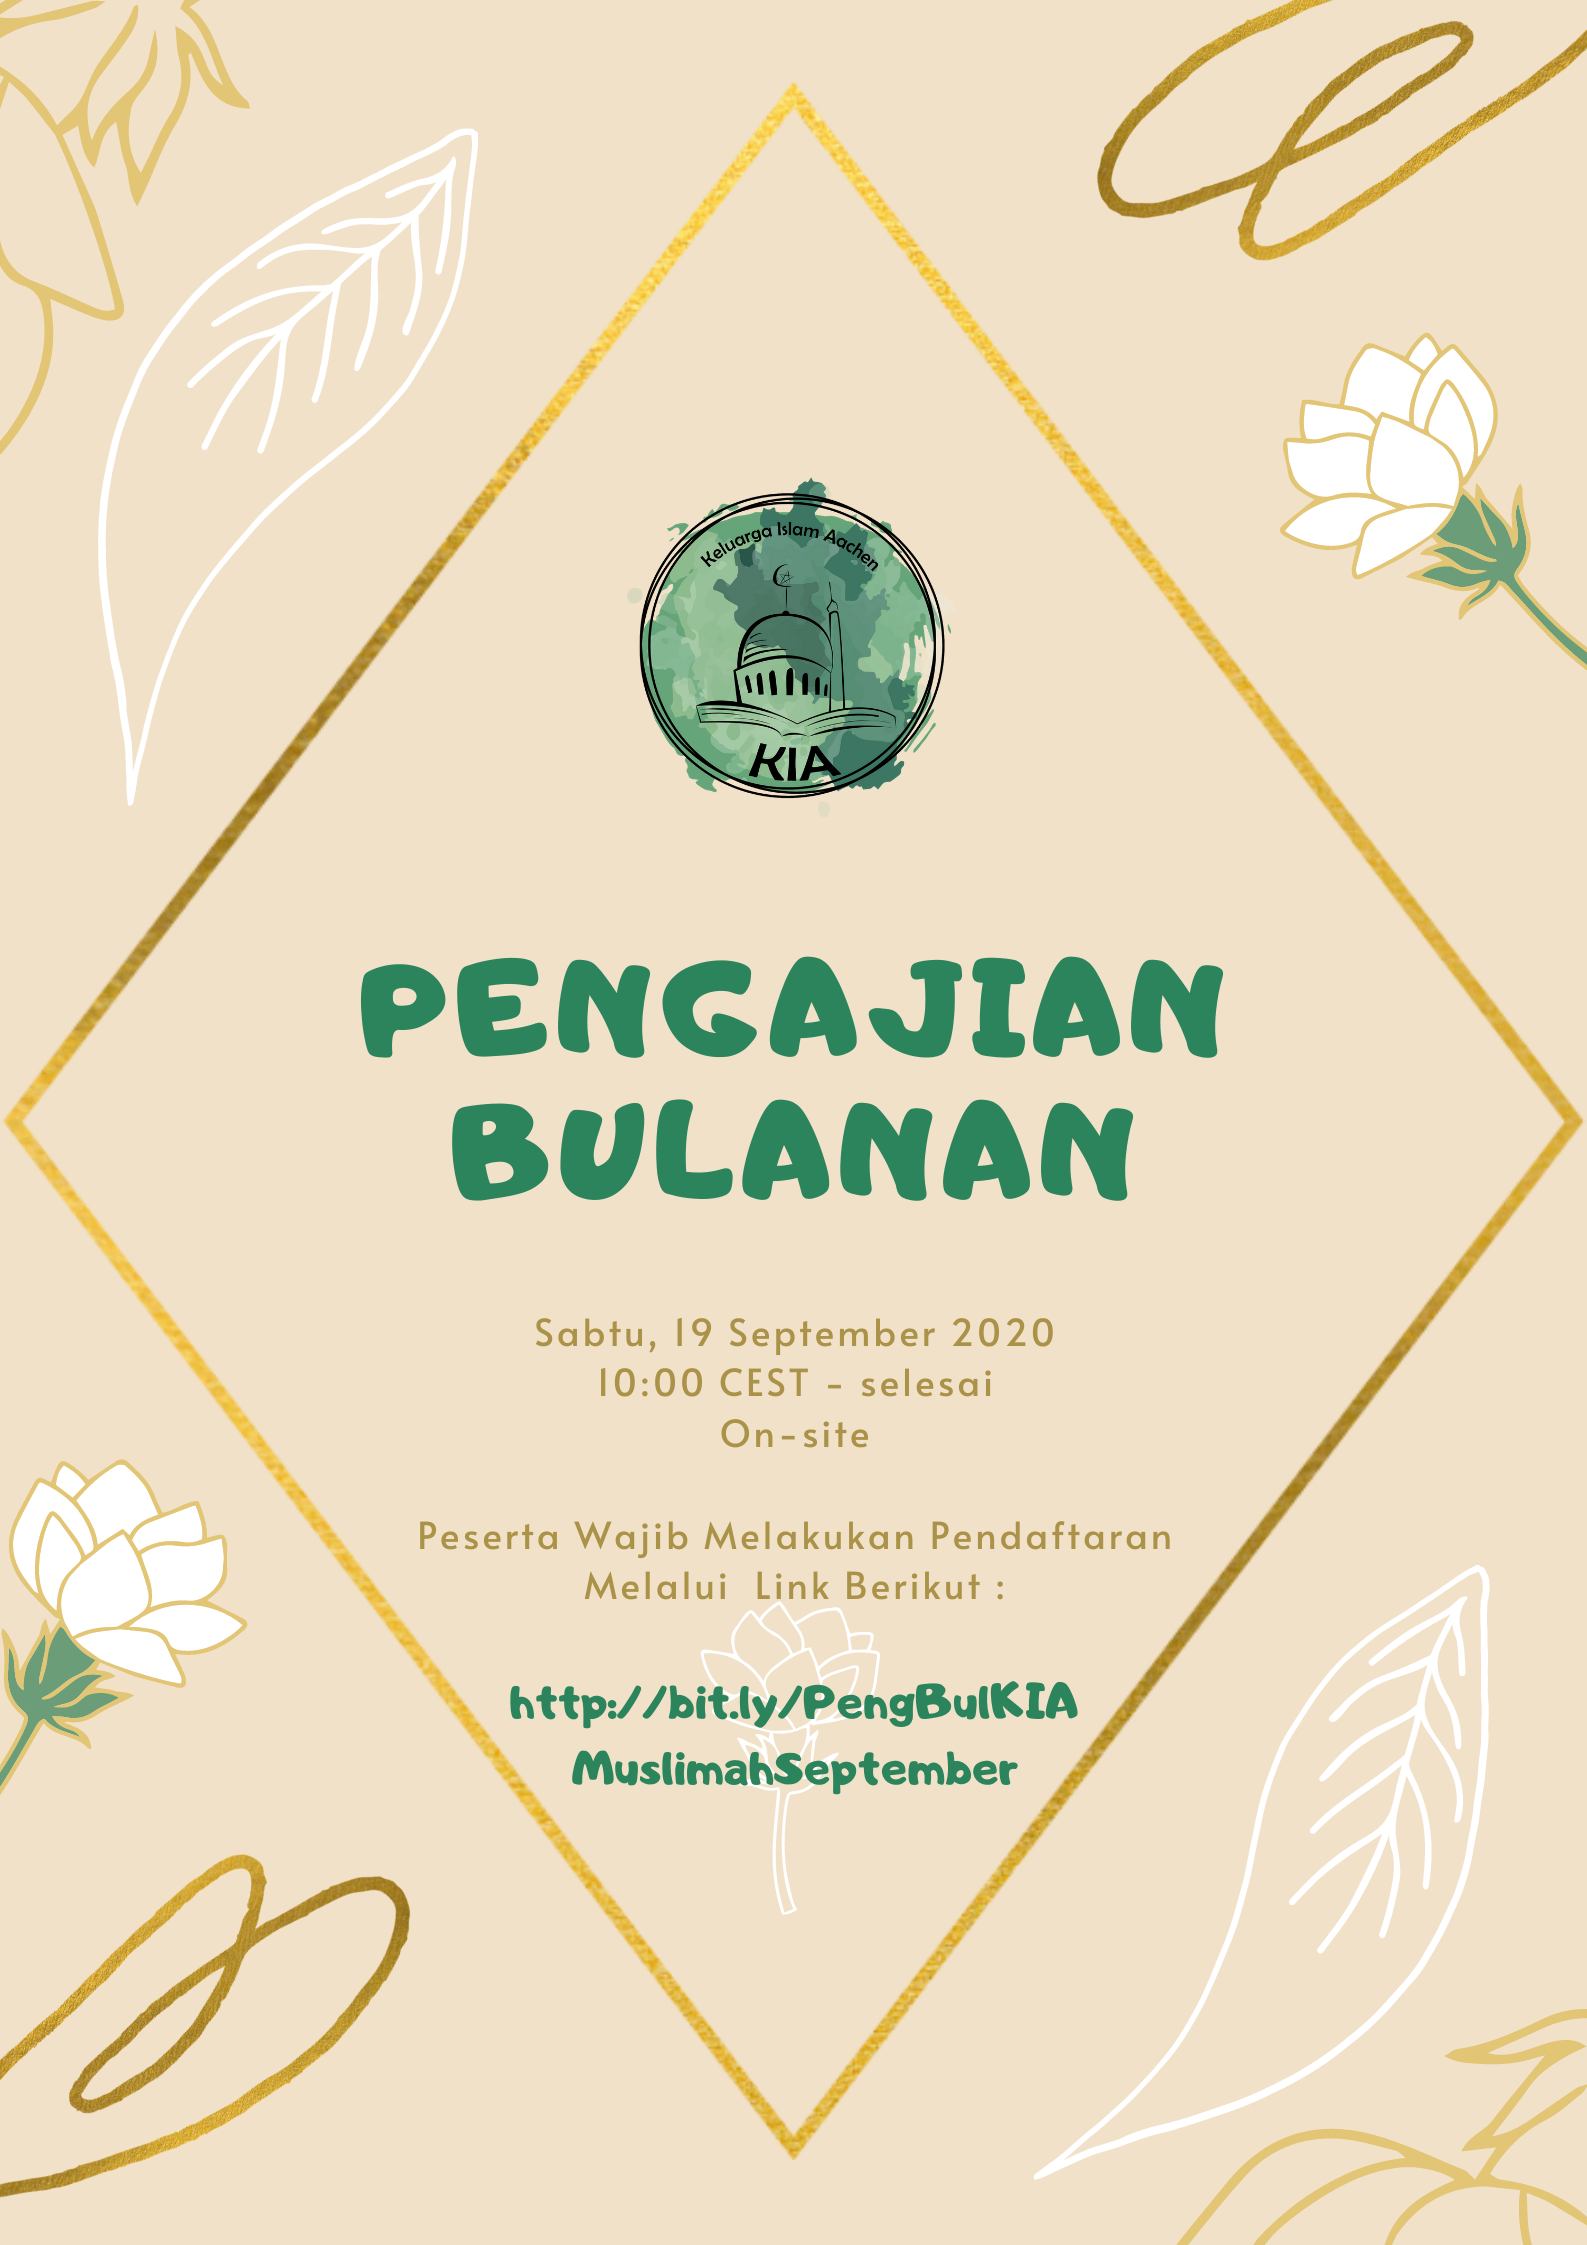 Keluarga Islam Aachen
KIA
PENGAJIAN
BULANAN
Sabtu, 19 September 2020
10:00 CEST - selesai
On-site
Peserta Wajib Melakukan Pendaftaran
Melalui Link Berikut :
http://bit.ly/PengBulKIA
MuslimahSeptember